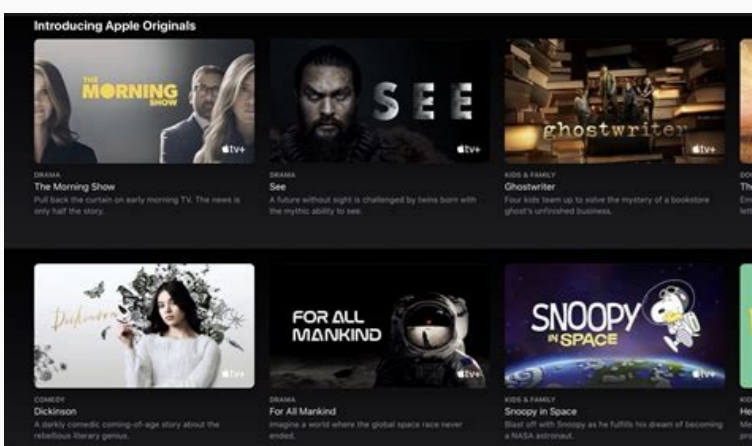 Introducing Apple Originals
THE
MORNING
SHOW
tv+
SEE
tv+
ghostwriter
tv+
DRAMA
The Morning Show
Pull back the curtain on early morning TV. The news is
only half the story.
DRAMA
See
A future without sight is challenged by twins born with
the mythic ability to see.
KIDS & FAMILY
Ghostwriter
Four kids team up to solve the mystery of a bookstore
ghost's unfinished business.
DO
Th
Em
lett
Dickinson
tv+
FOR ALL
MANKIND
tv+
SNOOPY
IN SPACE
tv+
COMEDY
Dickinson
A darkly comedic coming-of-age story about the
rebellious literary genius.
DRAMA
For All Mankind
Imagine a world where the global space race never
ended.
KIDS & FAMILY
Snoopy in Space
Blast off with Snoopy as he fulfills his dream of becoming
a NASA astronaut.
KID
He